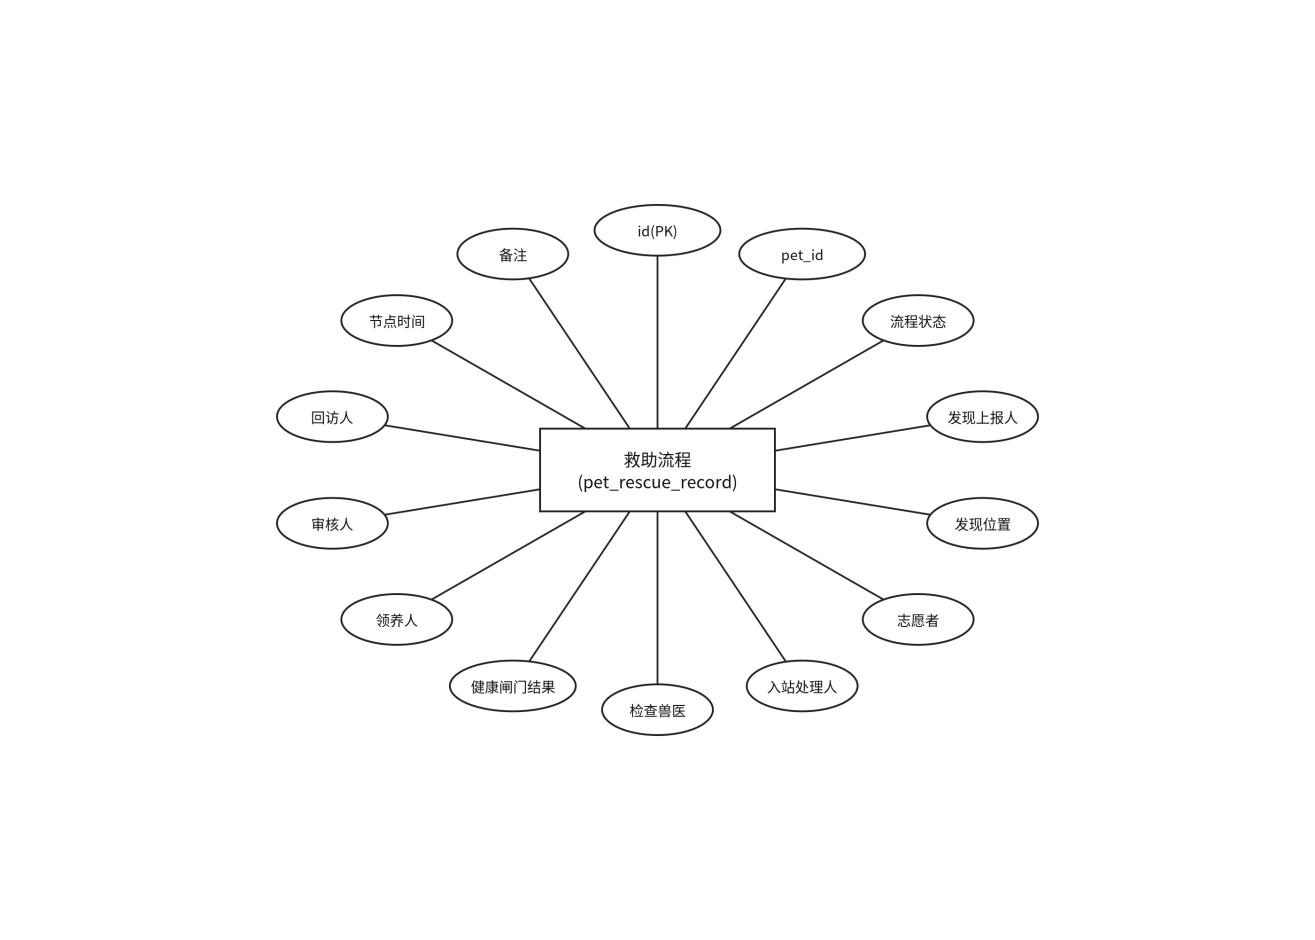 id(PK)
备注
pet_id
节点时间
流程状态
回访人
发现上报人
救助流程
(pet_rescue_record)
审核人
发现位置
领养人
志愿者
健康闸门结果
入站处理人
检查兽医